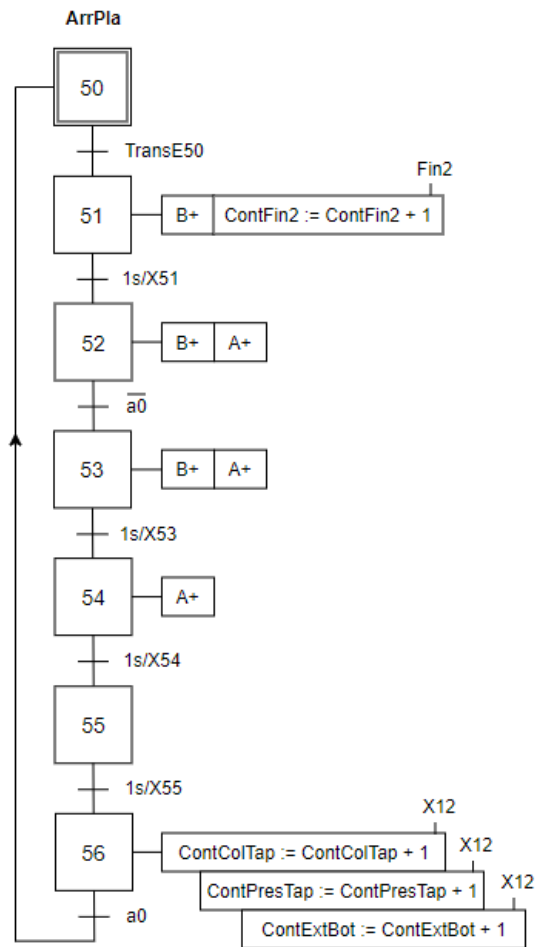 ArrPla
50
TransE50
Fin2
51 B+ ContFin2 := ContFin2 + 1
1s/X51
52 B+ A+
a0̅
53 B+ A+
1s/X53
54 A+
1s/X54
55
1s/X55
X12
56 ContColTap := ContColTap + 1
X12
ContPresTap := ContPresTap + 1
X12
ContExtBot := ContExtBot + 1
a0